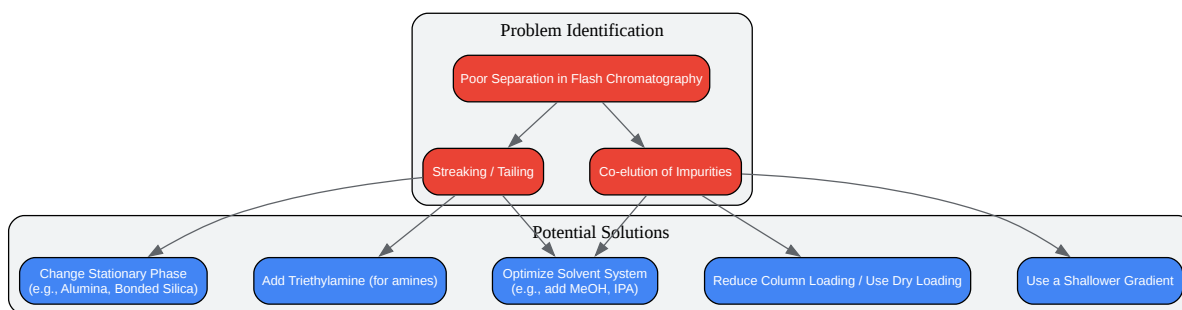 Problem Identification
Poor Separation in Flash Chromatography
Streaking / Tailing
Co-elution of Impurities
Potential Solutions
Change Stationary Phase
(e.g., Alumina, Bonded Silica)
Add Triethylamine (for amines)
Optimize Solvent System
(e.g., add MeOH, IPA)
Reduce Column Loading / Use Dry Loading
Use a Shallower Gradient